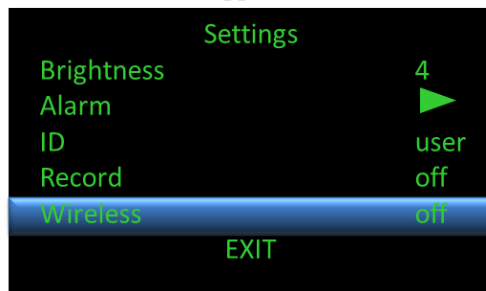 Settings
Brightness 4
Alarm
ID user
Record off
Wireless off
EXIT